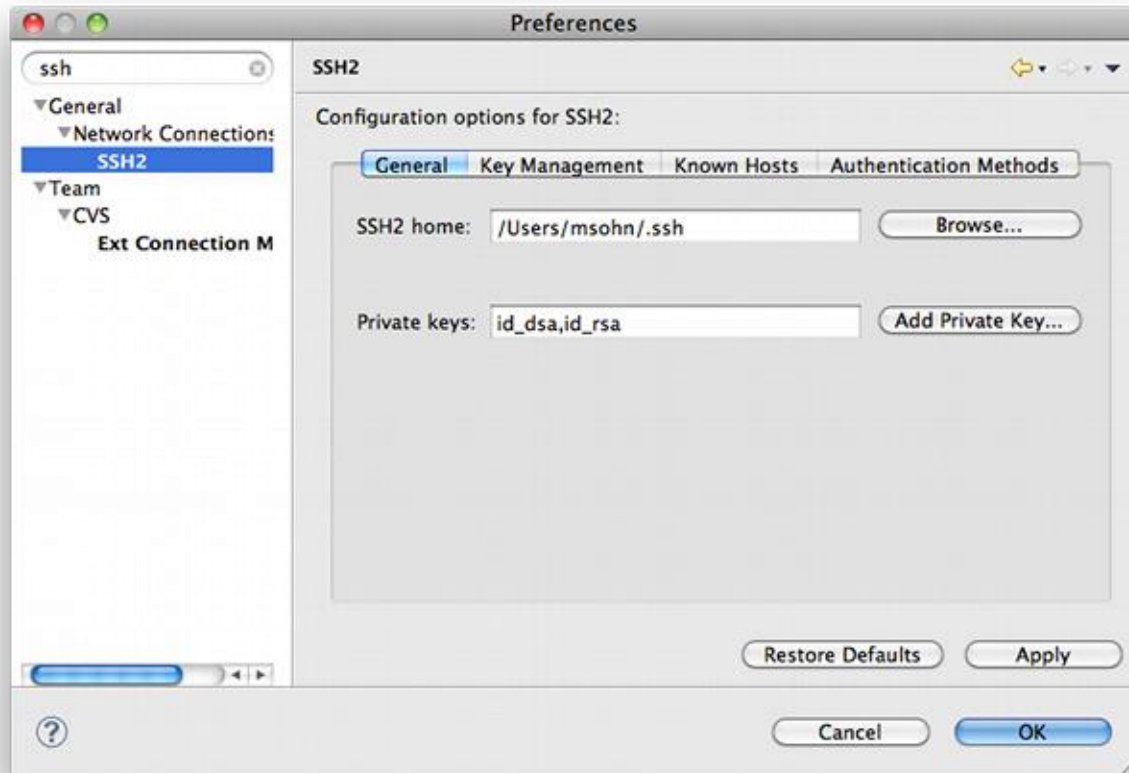 Preferences
ssh
SSH2
General
Network Connections
SSH2
Team
CVS
Ext Connection M
Configuration options for SSH2:
General Key Management Known Hosts Authentication Methods
SSH2 home: /Users/msohn/.ssh Browse...
Private keys: id_dsa,id_rsa Add Private Key...
Restore Defaults Apply
? Cancel OK